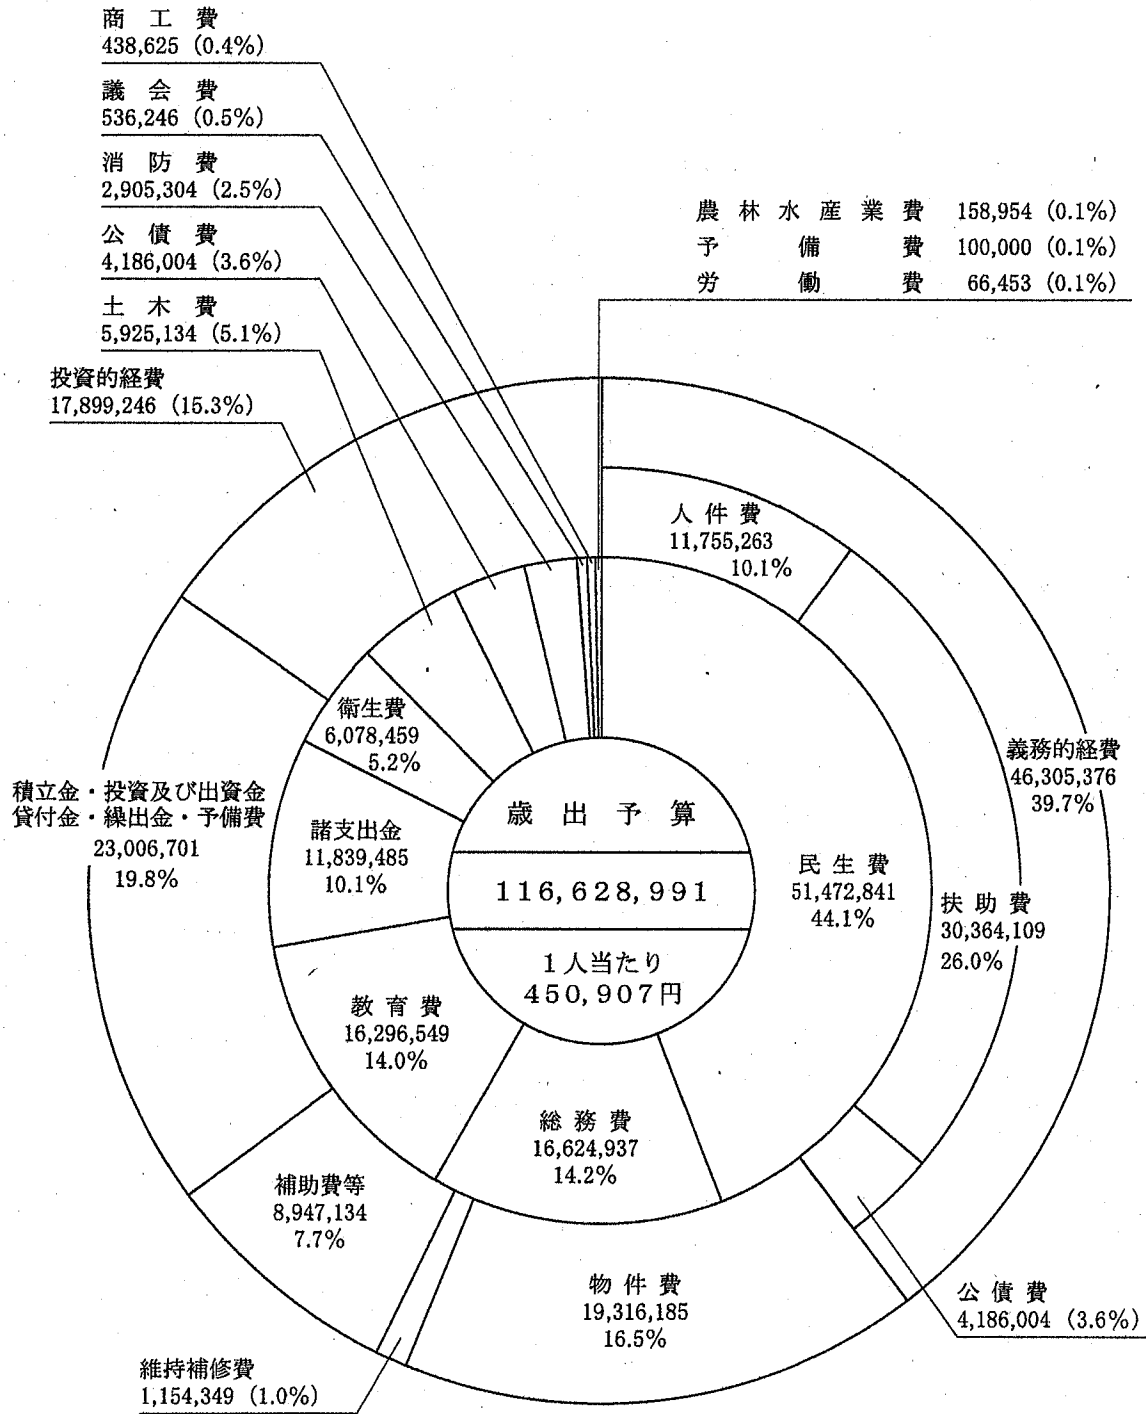 商工費
438,625 (0.4%)
議会費
536,246 (0.5%)
消防費
2,905,304 (2.5%)
公債費
4,186,004 (3.6%)
土木費
5,925,134 (5.1%)
投資的経費
17,899,246 (15.3%)
農林水産業費 158,954 (0.1%)
予備費 100,000 (0.1%)
労働費 66,453 (0.1%)
人件費
11,755,263
10.1%
義務的経費
46,305,376
39.7%
扶助費
30,364,109
26.0%
公債費
4,186,004 (3.6%)
民生費
51,472,841
44.1%
衛生費
6,078,459
5.2%
諸支出金
11,839,485
10.1%
教育費
16,296,549
14.0%
総務費
16,624,937
14.2%
歳出予算
116,628,991
1人当たり
450,907円
積立金・投資及び出資金
貸付金・繰出金・予備費
23,006,701
19.8%
補助費等
8,947,134
7.7%
物件費
19,316,185
16.5%
維持補修費
1,154,349 (1.0%)